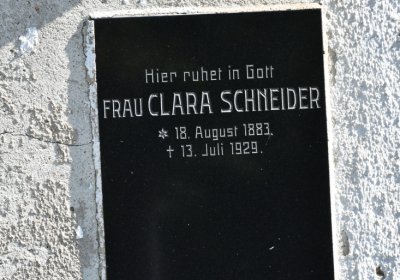 Hier ruhet in Gott
FRAU CLARA SCHNEIDER
* 18. August 1883.
† 13. Juli 1929.